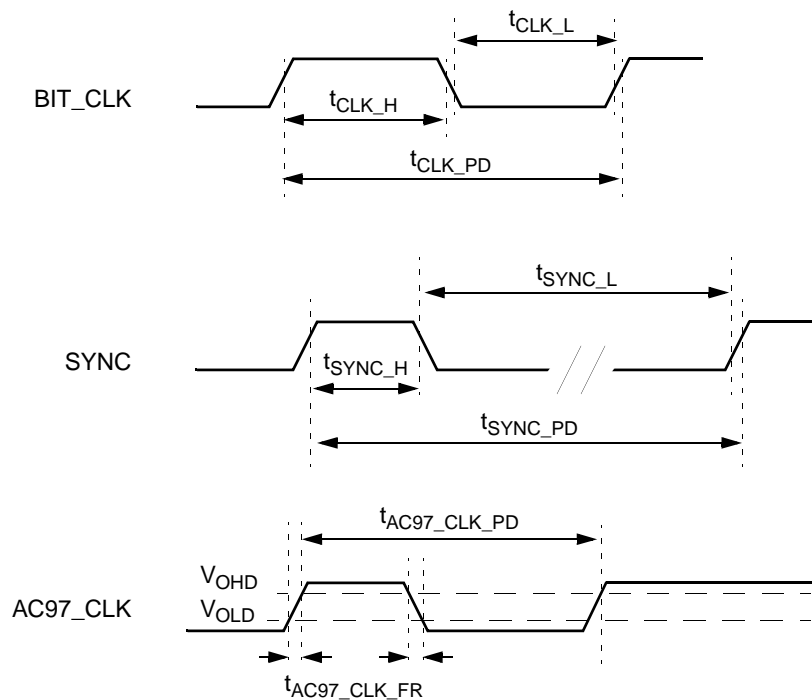 tCLK_L
BIT_CLK
tCLK_H
tCLK_PD
tSYNC_L
SYNC
tSYNC_H
tSYNC_PD
tAC97_CLK_PD
VOHD
AC97_CLK
VOLD
tAC97_CLK_FR